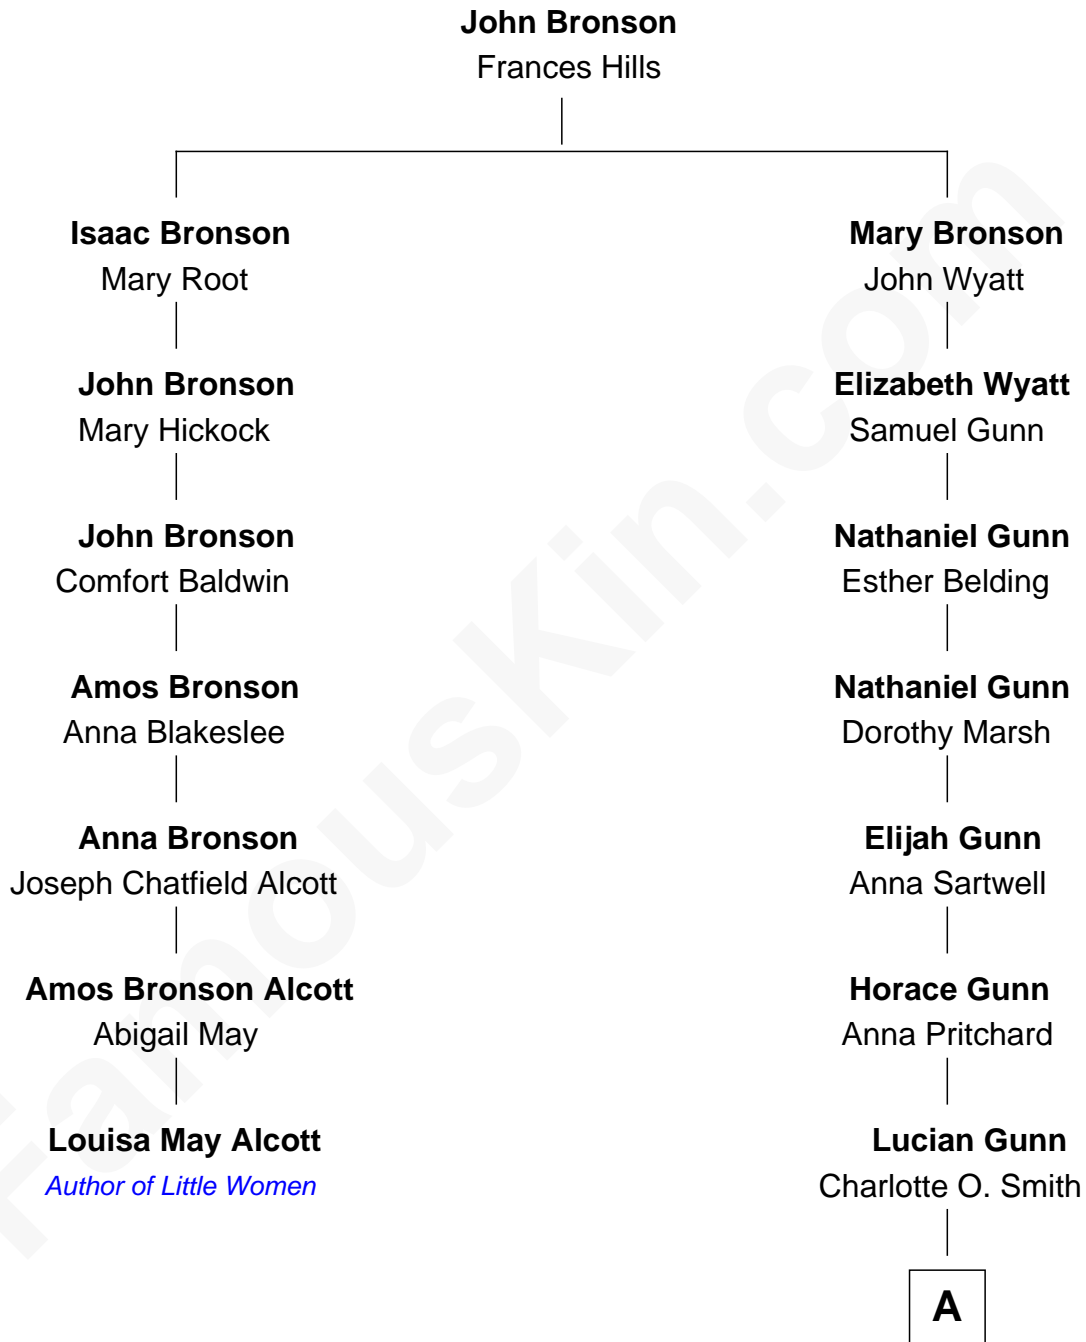 John Bronson
Frances Hills
Isaac Bronson
Mary Root
Mary Bronson
John Wyatt
John Bronson
Mary Hickock
Elizabeth Wyatt
Samuel Gunn
John Bronson
Comfort Baldwin
Nathaniel Gunn
Esther Belding
Amos Bronson
Anna Blakeslee
Nathaniel Gunn
Dorothy Marsh
Anna Bronson
Joseph Chatfield Alcott
Elijah Gunn
Anna Sartwell
Amos Bronson Alcott
Abigail May
Horace Gunn
Anna Pritchard
Louisa May Alcott
Author of Little Women
Lucian Gunn
Charlotte O. Smith
A
FamousKin.com